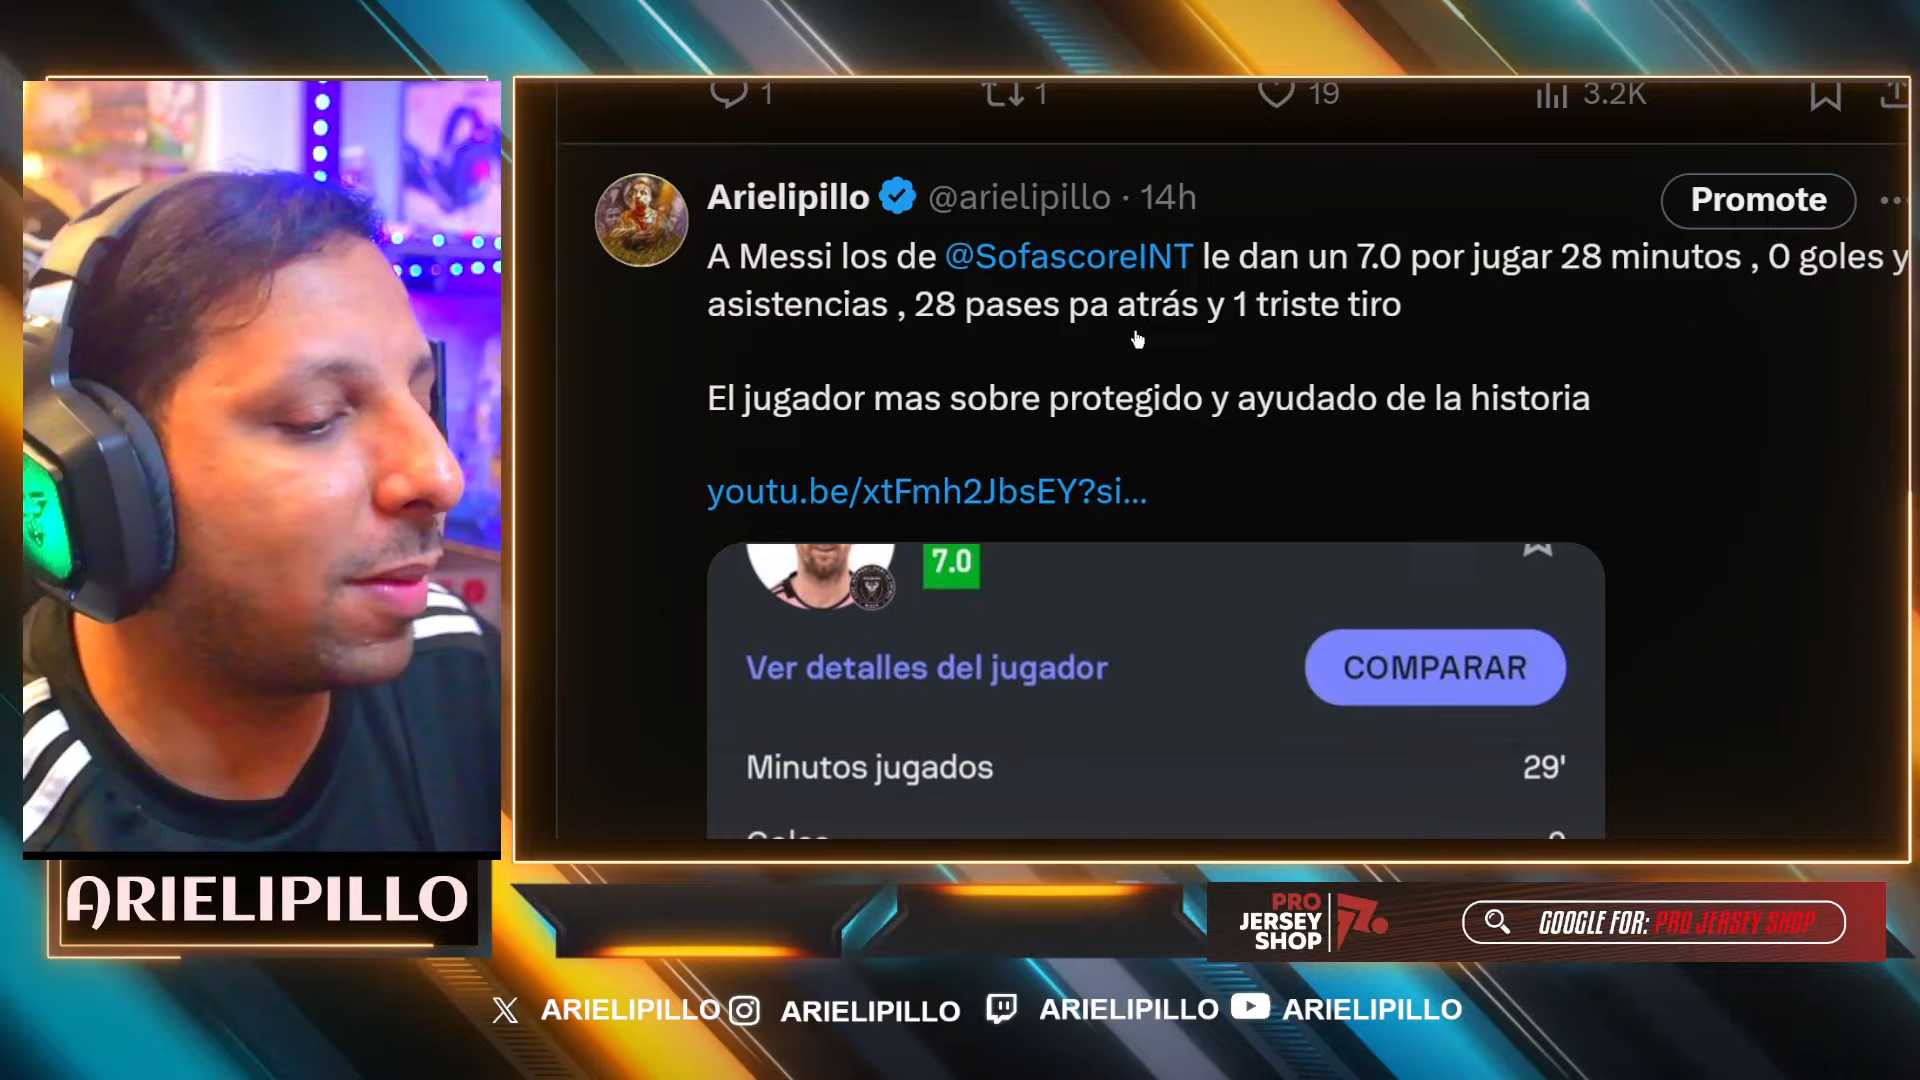 1 1 19 3.2K
Arielipillo @arielipillo · 14h
Promote
A Messi los de @SofascoreINT le dan un 7.0 por jugar 28 minutos , 0 goles y
asistencias , 28 pases pa atrás y 1 triste tiro
El jugador mas sobre protegido y ayudado de la historia
youtu.be/xtFmh2JbsEY?si...
7.0
Ver detalles del jugador
COMPARAR
Minutos jugados 29'
Goles 0
ARIELIPILLO
PRO
JERSEY
SHOP
GOOGLE FOR: PRO JERSEY SHOP
ARIELIPILLO ARIELIPILLO ARIELIPILLO ARIELIPILLO